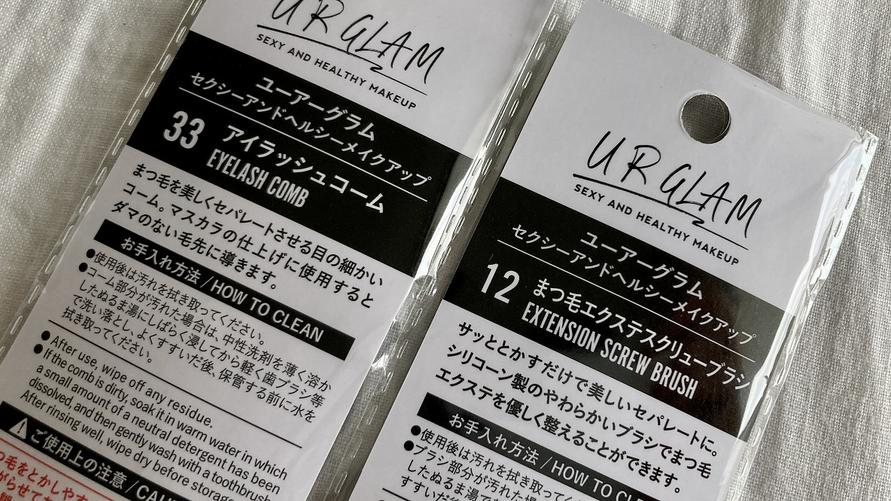 UR GLAM
SEXY AND HEALTHY MAKEUP
ユーアーグラム
セクシーアンドヘルシーメイクアップ
33 アイラッシュコーム
EYELASH COMB
まつ毛を美しくセパレートさせる目の細かい
コーム。マスカラの仕上げに使用すると
ダマのない毛先に導きます。
お手入れ方法 / HOW TO CLEAN
●使用後は汚れを拭き取ってください。
●コーム部分が汚れた場合は、中性洗剤を薄く溶か
したぬるま湯にしばらく浸してから軽く歯ブラシ等
で洗い落とし、よくすすいだ後、保管する前に水を
拭き取ってください。
●After use, wipe off any residue.
●If the comb is dirty, soak it in warm water in which
a small amount of a neutral detergent has been
dissolved, and then gently wash with a toothbrush.
After rinsing well, wipe dry before storage
⚠ご使用上の注意 / CAU
UR GLAM
SEXY AND HEALTHY MAKEUP
ユーアーグラム
セクシーアンドヘルシーメイクアップ
12 まつ毛エクステスクリューブラシ
EXTENSION SCREW BRUSH
サッととかすだけで美しいセパレートに。
シリコーン製のやわらかいブラシでまつ毛
エクステを優しく整えることができます。
お手入れ方法 / HOW TO CLE
●使用後は汚れを拭き取ってく
●ブラシ部分が汚れた場
したぬるま湯